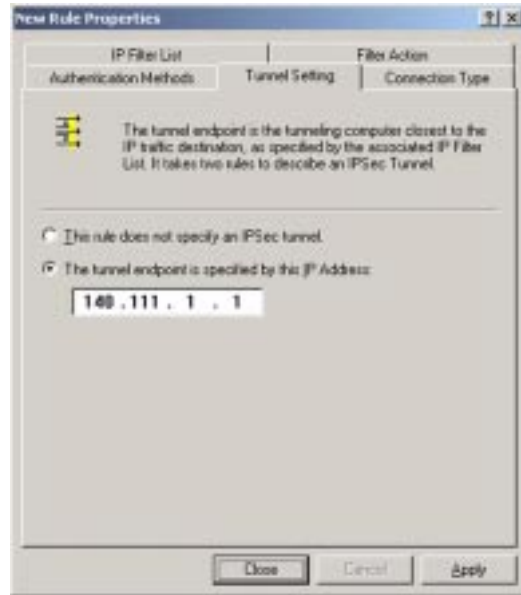 New Rule Properties
IP Filter List
Filter Action
Authentication Methods
Tunnel Setting
Connection Type
The tunnel endpoint is the tunneling computer closest to the
IP traffic destination, as specified by the associated IP Filter
List. It takes two rules to describe an IPSec Tunnel.
This rule does not specify an IPSec tunnel.
The tunnel endpoint is specified by this IP Address:
140 . 111 . 1 . 1
Close
Cancel
Apply